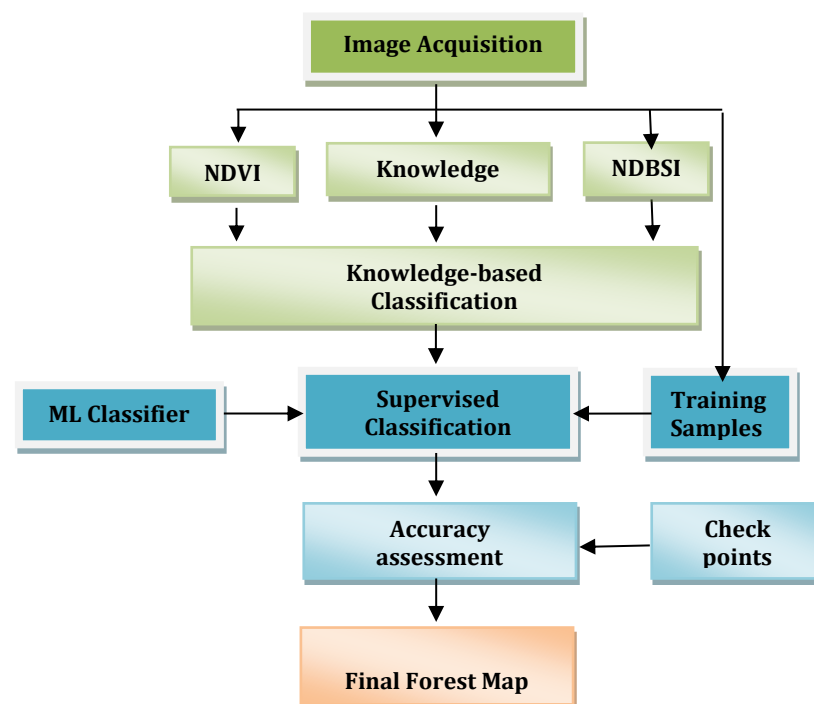 Image Acquisition
NDVI
Knowledge
NDBSI
Knowledge-based
Classification
ML Classifier
Supervised
Classification
Training
Samples
Accuracy
assessment
Check
points
Final Forest Map